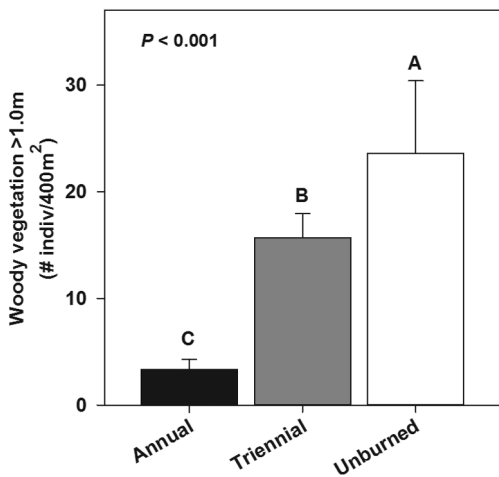 P < 0.001
A
B
C
30
20
10
0
Woody vegetation >1.0m
(# indiv/400m²)
Annual
Triennial
Unburned